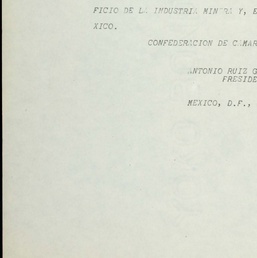 FICIO DE LA INDUSTRIA MINERA Y, E
XICO.
CONFEDERACION DE CAMAR
ANTONIO RUIZ G
PRESIDE
MEXICO, D.F.,